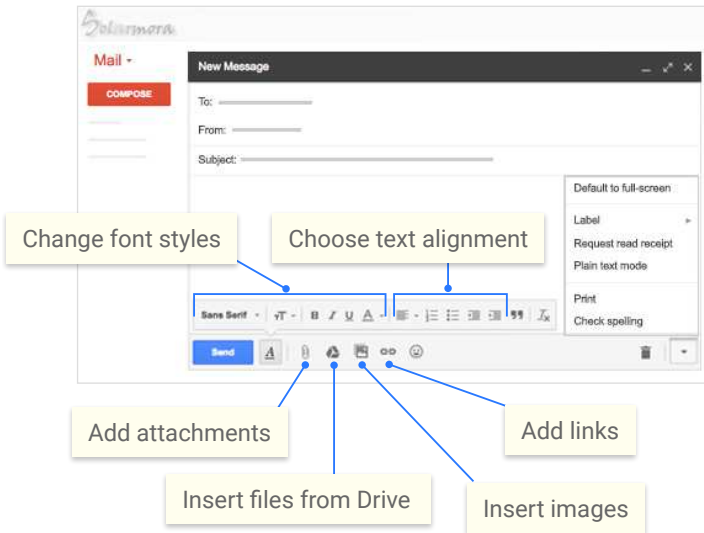 Solarmora
Mail
New Message
COMPOSE
To:
From:
Subject:
Default to full-screen
Label
Request read receipt
Plain text mode
Print
Check spelling
Change font styles
Choose text alignment
Sans Serif
Send
Add attachments
Add links
Insert files from Drive
Insert images